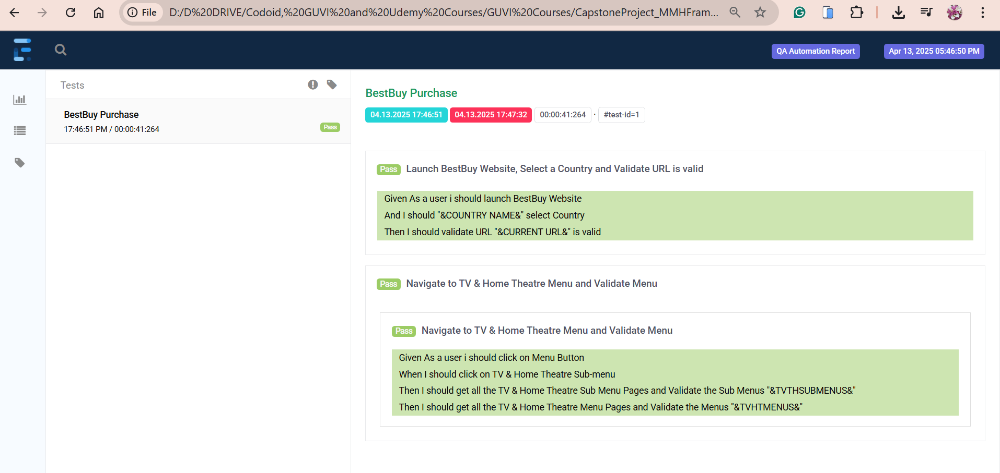 File
D:/D%20DRIVE/Codoid,%20GUVI%20and%20Udemy%20Courses/GUVI%20Courses/CapstoneProject_MMHFram...
QA Automation Report
Apr 13, 2025 05:46:50 PM
Tests
BestBuy Purchase
17:46:51 PM / 00:00:41:264
Pass
BestBuy Purchase
04.13.2025 17:46:51 04.13.2025 17:47:32 00:00:41:264 · #test-id=1
Pass Launch BestBuy Website, Select a Country and Validate URL is valid
Given As a user i should launch BestBuy Website
And I should "&COUNTRY NAME&" select Country
Then I should validate URL "&CURRENT URL&" is valid
Pass Navigate to TV & Home Theatre Menu and Validate Menu
Pass Navigate to TV & Home Theatre Menu and Validate Menu
Given As a user i should click on Menu Button
When I should click on TV & Home Theatre Sub-menu
Then I should get all the TV & Home Theatre Sub Menu Pages and Validate the Sub Menus "&TVTHSUBMENUS&"
Then I should get all the TV & Home Theatre Menu Pages and Validate the Menus "&TVHTMENUS&"